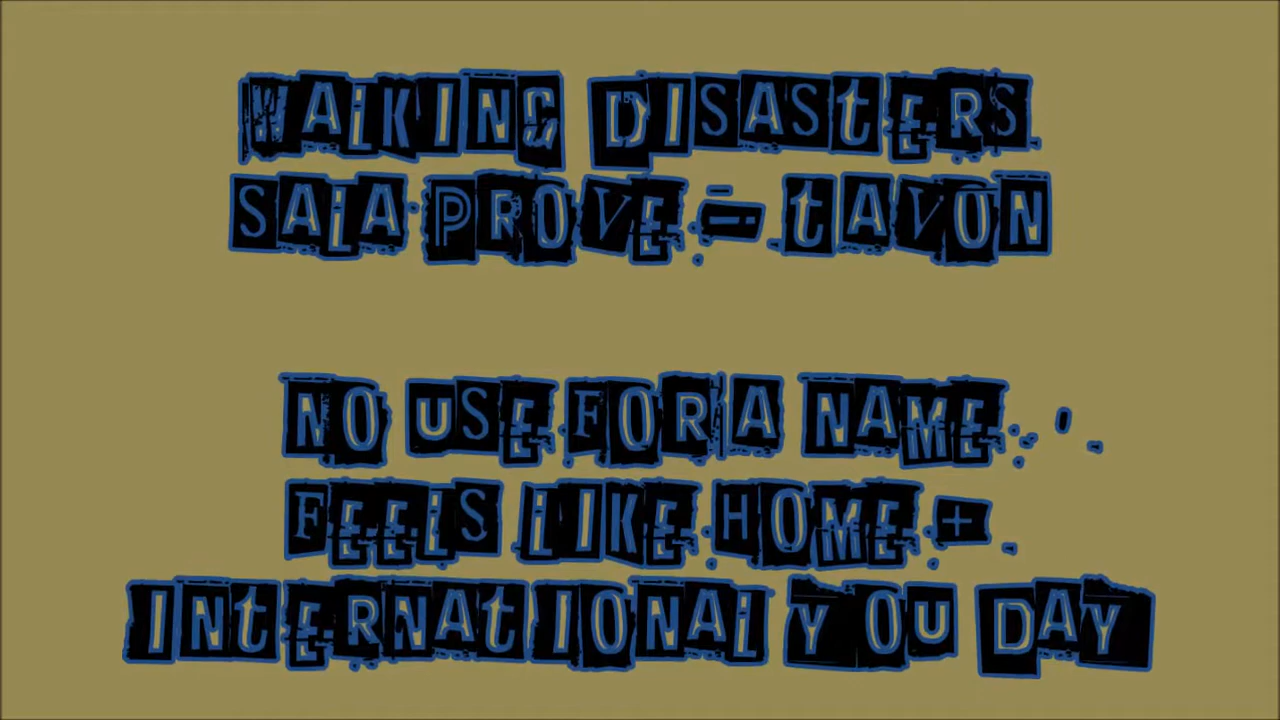 WALKING DISASTERS
SALA PROVE - TAVON
NO USE FOR A NAME
FEELS LIKE HOME +
INTERNATIONAL YOU DAY